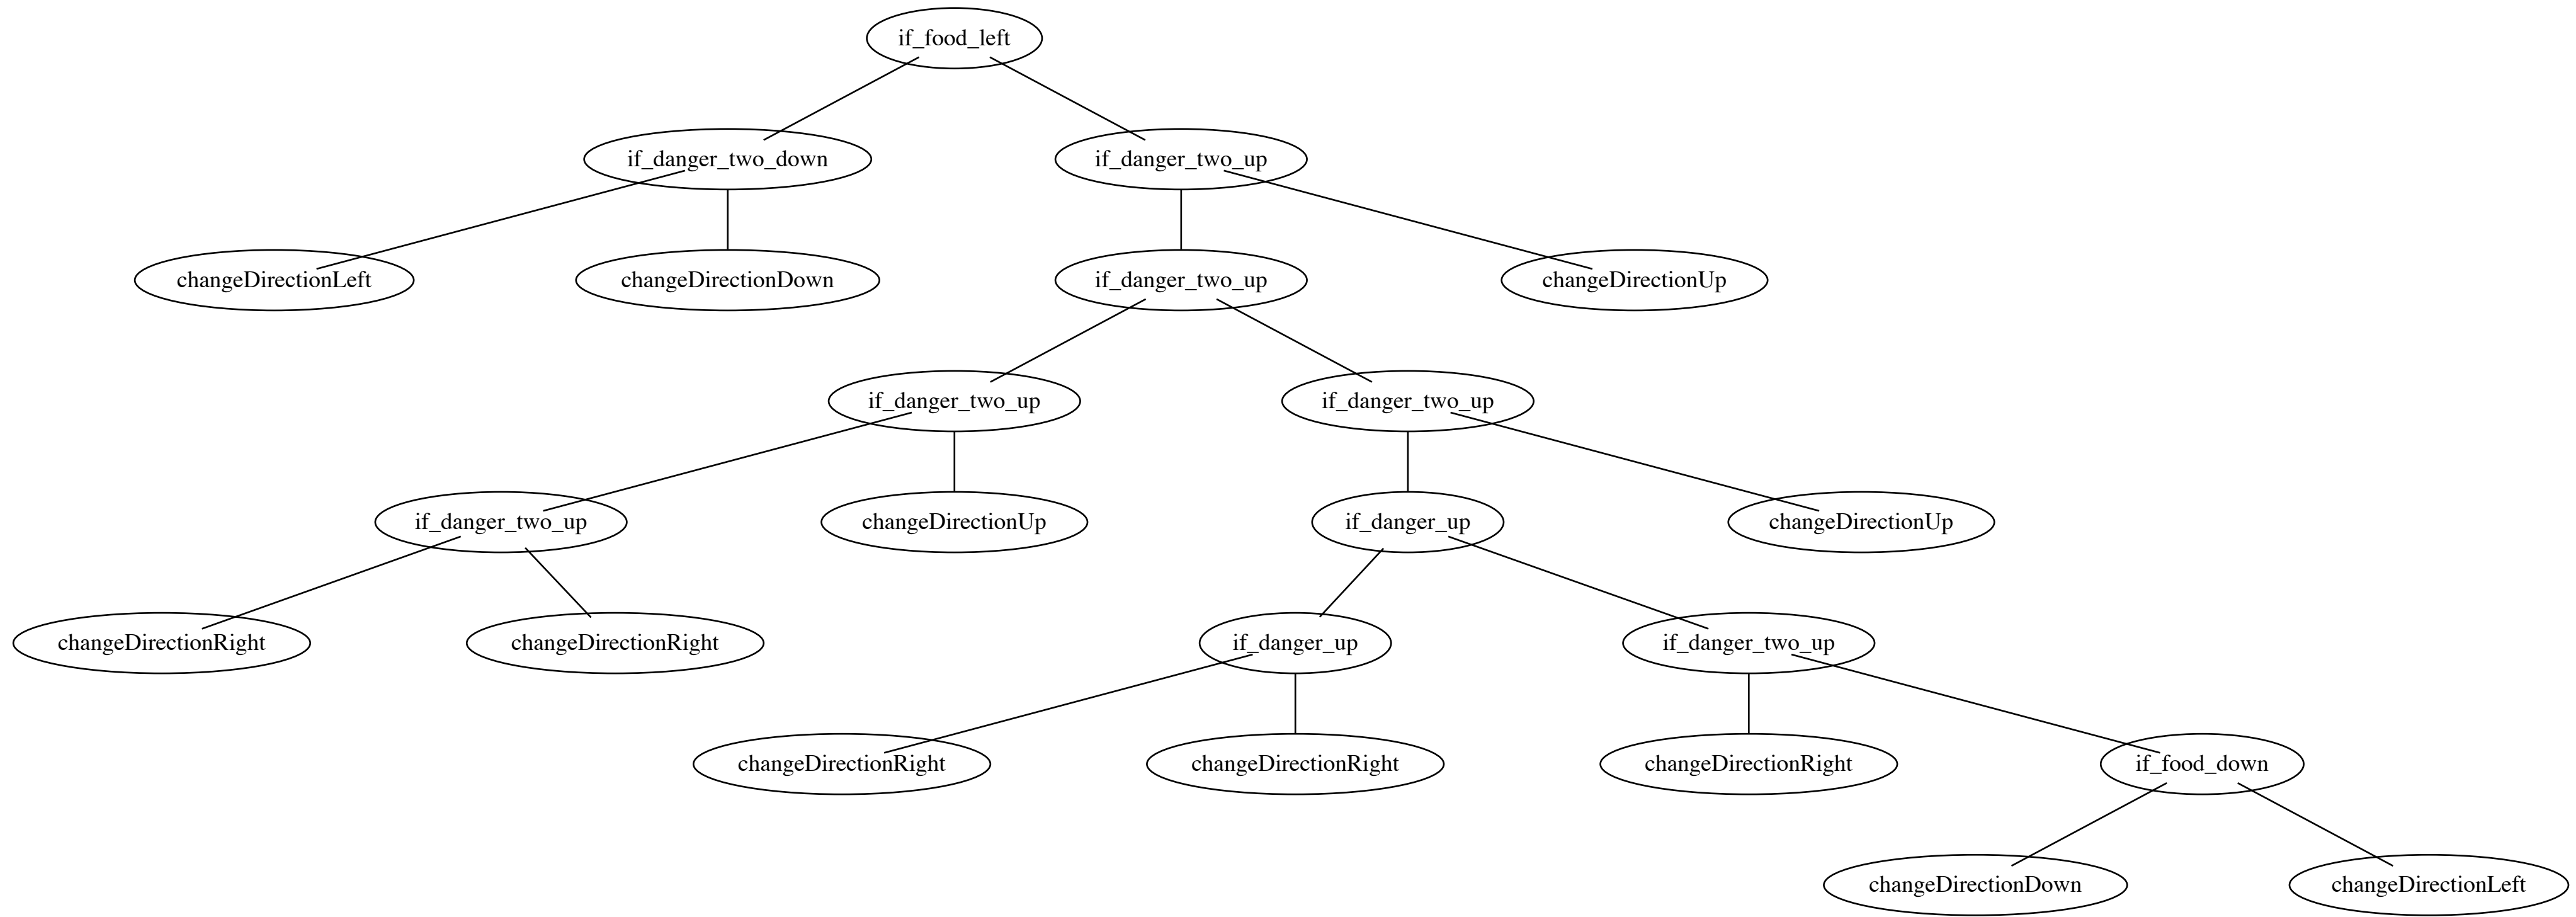 if_food_left
if_danger_two_down
if_danger_two_up
changeDirectionLeft
changeDirectionDown
if_danger_two_up
changeDirectionUp
if_danger_two_up
if_danger_two_up
if_danger_two_up
changeDirectionUp
if_danger_up
changeDirectionUp
changeDirectionRight
changeDirectionRight
if_danger_up
if_danger_two_up
changeDirectionRight
changeDirectionRight
changeDirectionRight
if_food_down
changeDirectionDown
changeDirectionLeft